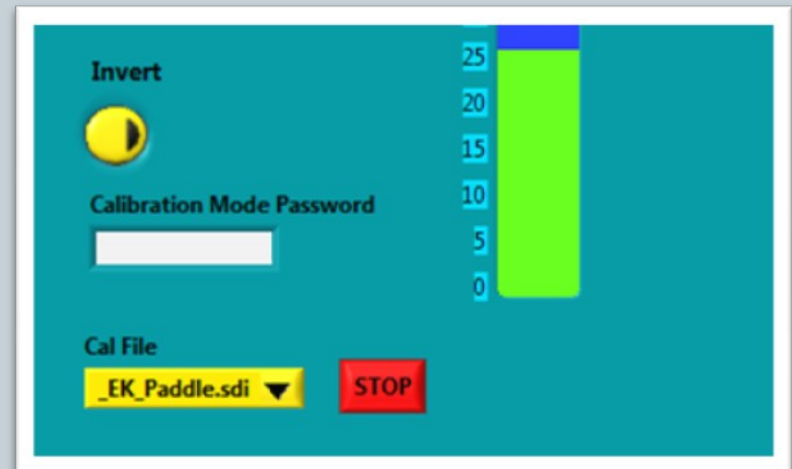 Invert
Calibration Mode Password
Cal File
_EK_Paddle.sdi
STOP
25
20
15
10
5
0